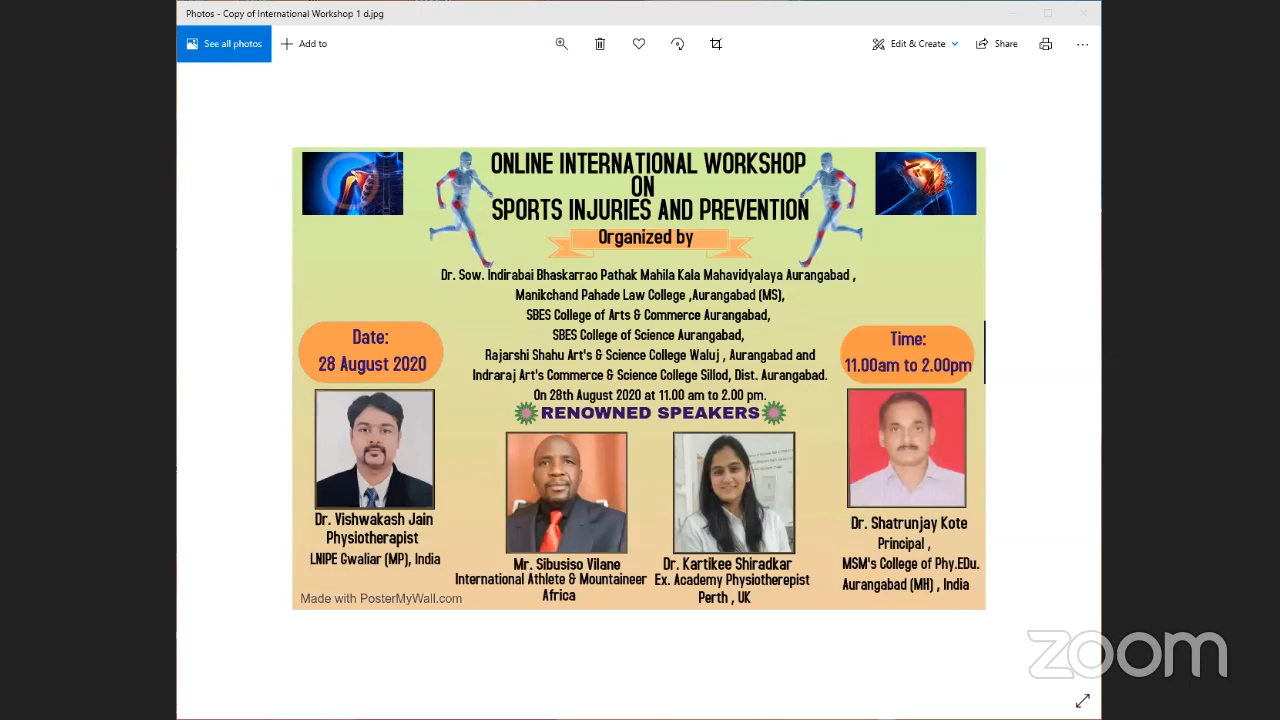 Photos - Copy of International Workshop 1 d.jpg
See all photos
Add to
Edit & Create
Share
ONLINE INTERNATIONAL WORKSHOP
ON
SPORTS INJURIES AND PREVENTION
Organized by
Dr. Sow. Indirabai Bhaskarrao Pathak Mahila Kala Mahavidyalaya Aurangabad ,
Manikchand Pahade Law College ,Aurangabad (MS),
SBES College of Arts & Commerce Aurangabad,
SBES College of Science Aurangabad,
Rajarshi Shahu Art's & Science College Waluj , Aurangabad and
Indraraj Art's Commerce & Science College Sillod, Dist. Aurangabad.
On 28th August 2020 at 11.00 am to 2.00 pm.
Date:
28 August 2020
Time:
11.00am to 2.00pm
RENOWNED SPEAKERS
Dr. Vishwakash Jain
Physiotherapist
LNIPE Gwaliar (MP), India
Mr. Sibusiso Vilane
International Athlete & Mountaineer
Africa
Dr. Kartikee Shiradkar
Ex. Academy Physiotherepist
Perth , UK
Dr. Shatrunjay Kote
Principal ,
MSM's College of Phy.EDu.
Aurangabad (MH) , India
Made with PosterMyWall.com
zoom